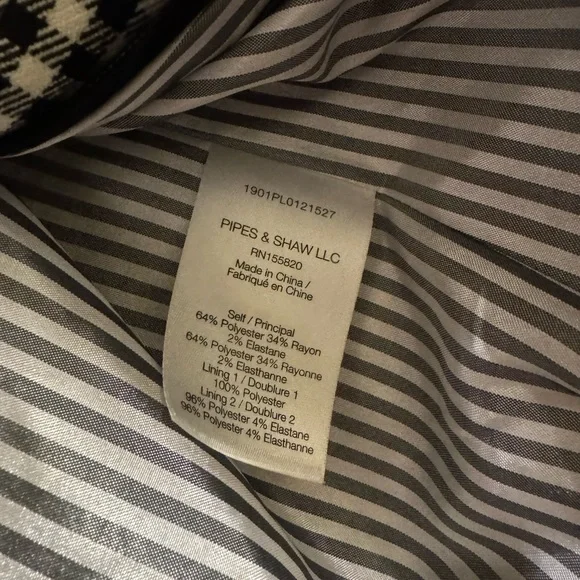 1901PL0121527
PIPES & SHAW LLC
RN155820
Made in China /
Fabriqué en Chine
Self / Principal
64% Polyester 34% Rayon
2% Elastane
64% Polyester 34% Rayonne
2% Elasthanne
Lining 1 / Doublure 1
100% Polyester
Lining 2 / Doublure 2
96% Polyester 4% Elastane
96% Polyester 4% Elasthanne